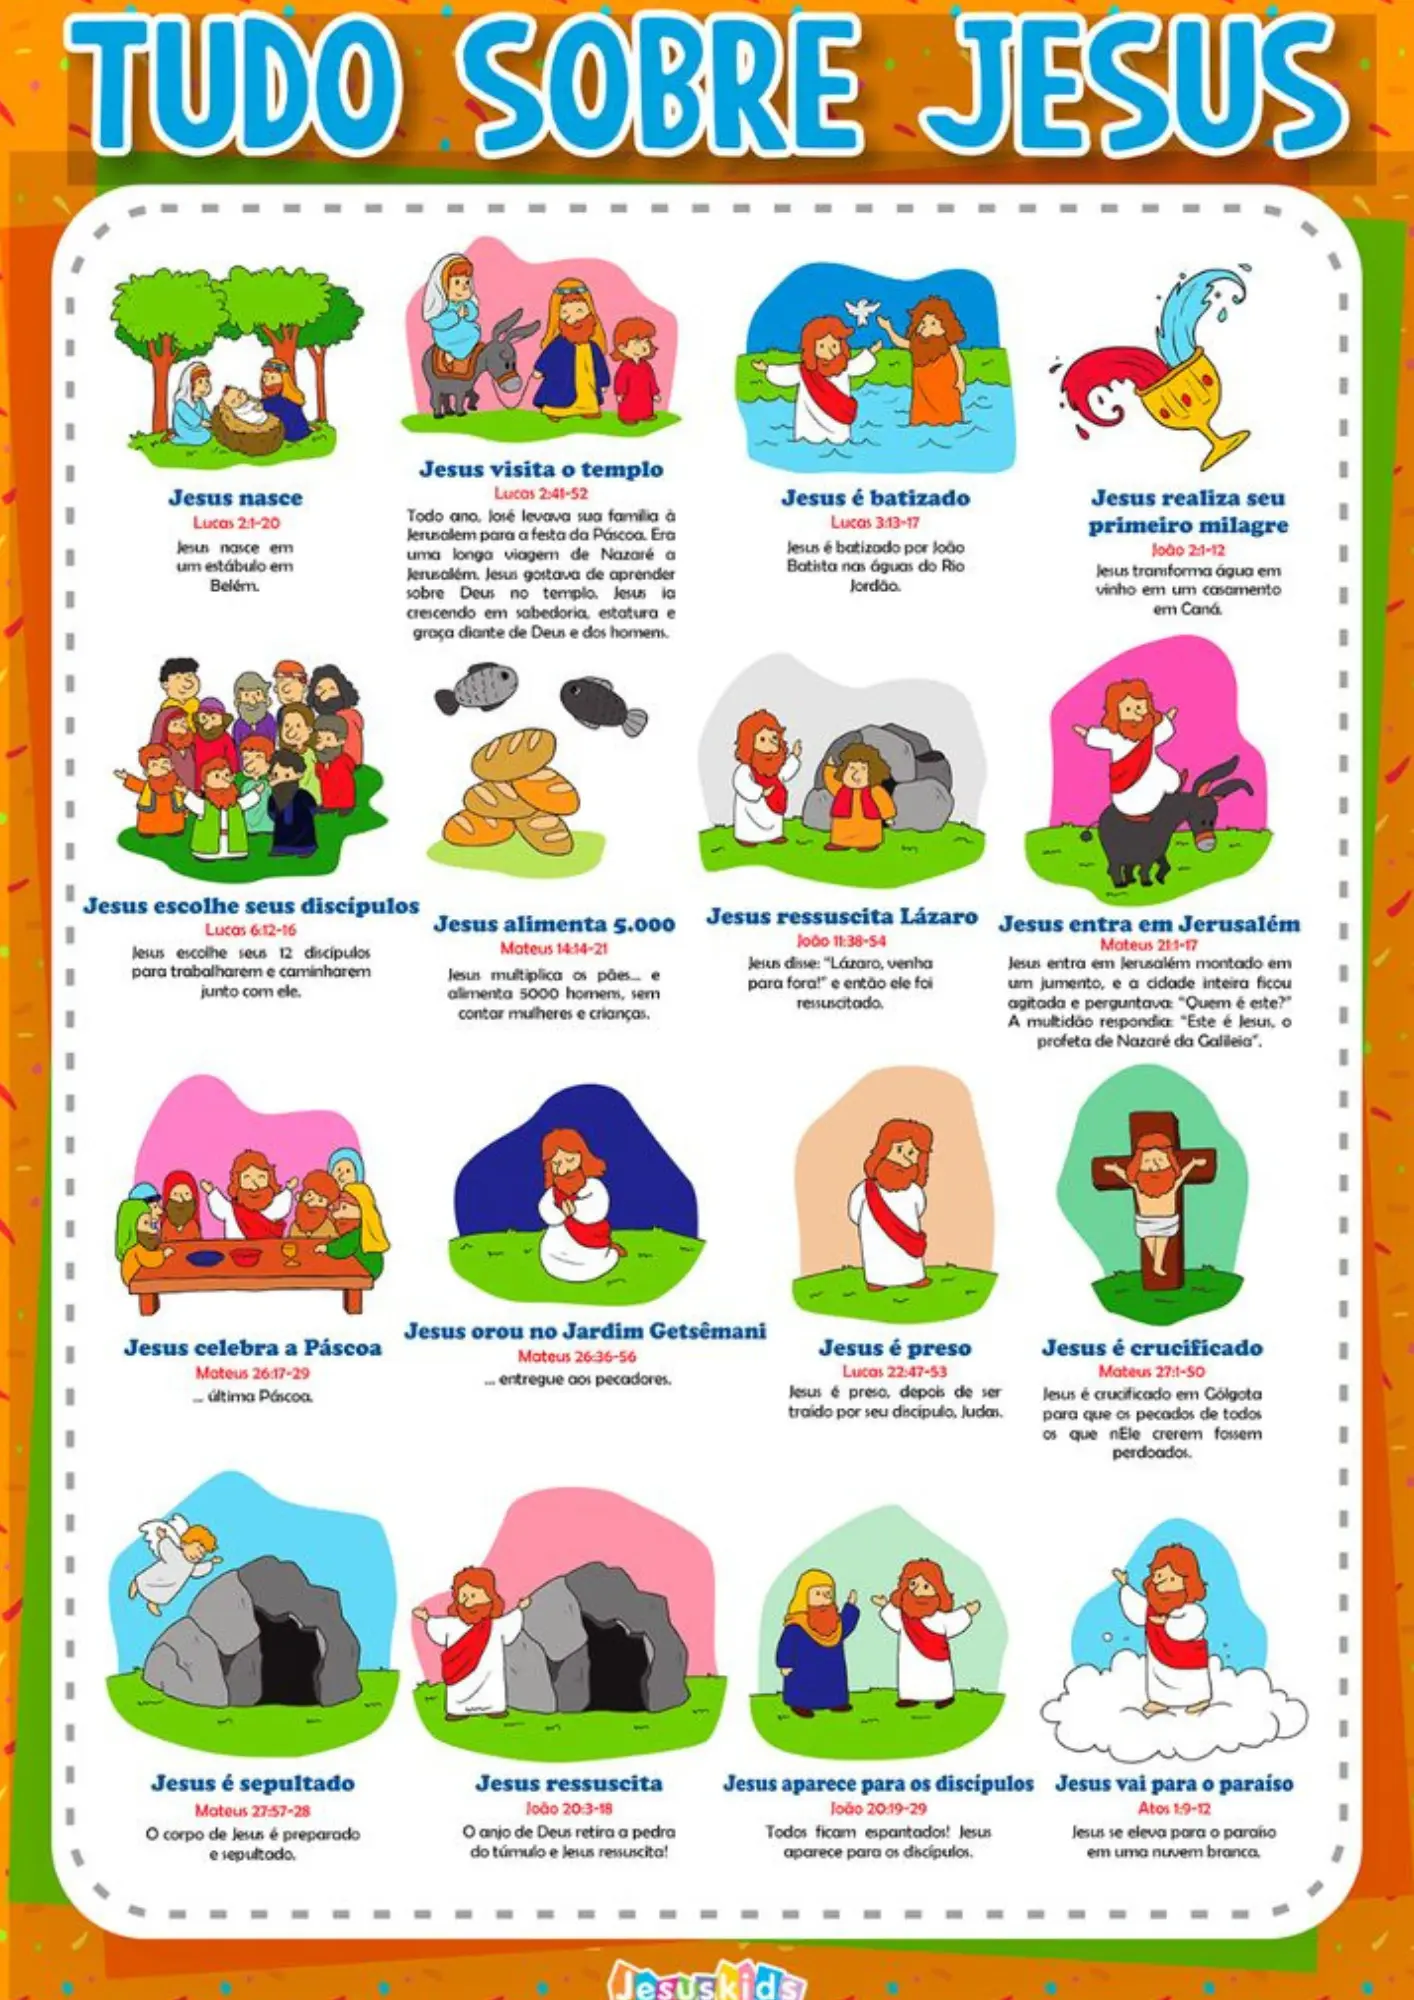 TUDO SOBRE JESUS
Jesus nasce
Lucas 2:1-20
Jesus nasce em
um estábulo em
Belém.
Jesus visita o templo
Lucas 2:41-52
Todo ano, José levava sua família à
Jerusalem para a festa da Páscoa. Era
uma longa viagem de Nazaré a
Jerusalém. Jesus gostava de aprender
sobre Deus no templo. Jesus ia
crescendo em sabedoria, estatura e
graça diante de Deus e dos homens.
Jesus é batizado
Lucas 3:13-17
Jesus é batizado por João
Batista nas águas do Rio
Jordão.
Jesus realiza seu
primeiro milagre
João 2:1-12
Jesus transforma água em
vinho em um casamento
em Caná.
Jesus escolhe seus discípulos
Lucas 6:12-16
Jesus escolhe seus 12 discípulos
para trabalharem e caminharem
junto com ele.
Jesus alimenta 5.000
Mateus 14:14-21
Jesus multiplica os pães... e
alimenta 5000 homens, sem
contar mulheres e crianças.
Jesus ressuscita Lázaro
João 11:38-54
Jesus disse: "Lázaro, venha
para fora!" e então ele foi
ressuscitado.
Jesus entra em Jerusalém
Mateus 21:1-17
Jesus entra em Jerusalém montado em
um jumento, e a cidade inteira ficou
agitada e perguntava: "Quem é este?"
A multidão respondia: "Este é Jesus, o
profeta de Nazaré da Galileia".
Jesus celebra a Páscoa
Mateus 26:17-29
... última Páscoa.
Jesus orou no Jardim Getsêmani
Mateus 26:36-56
... entregue aos pecadores.
Jesus é preso
Lucas 22:47-53
Jesus é preso, depois de ser
traído por seu discípulo, Judas.
Jesus é crucificado
Mateus 27:1-50
Jesus é crucificado em Gólgota
para que os pecados de todos
os que nEle crerem fossem
perdoados.
Jesus é sepultado
Mateus 27:57-28
O corpo de Jesus é preparado
e sepultado.
Jesus ressuscita
João 20:3-18
O anjo de Deus retira a pedra
do túmulo e Jesus ressuscita!
Jesus aparece para os discípulos
João 20:19-29
Todos ficam espantados! Jesus
aparece para os discípulos.
Jesus vai para o paraíso
Atos 1:9-12
Jesus se eleva para o paraíso
em uma nuvem branca.
Jesuskids